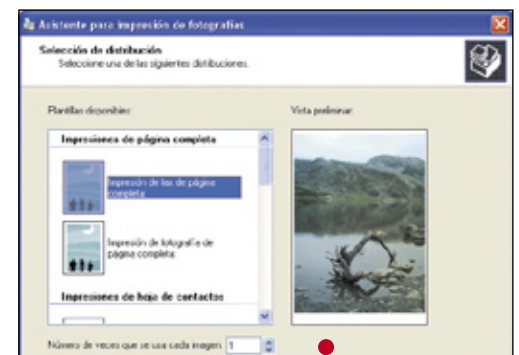 Asistente para impresión de fotografías
Selección de distribución
Seleccione una de las siguientes distribuciones.
Plantillas disponibles:
Vista preliminar:
Impresiones de página completa
Impresión de fax de página
completa:
Impresión de fotografía de
página completa:
Impresiones de hoja de contactos
Número de veces que se usa cada imagen:
1